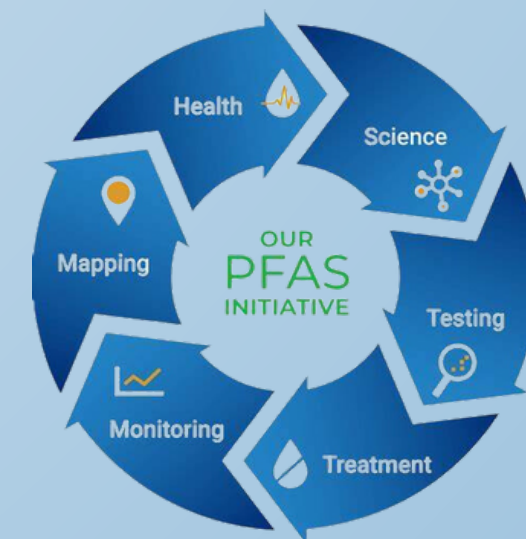 Health
Science
Mapping
OUR
PFAS
INITIATIVE
Testing
Monitoring
Treatment